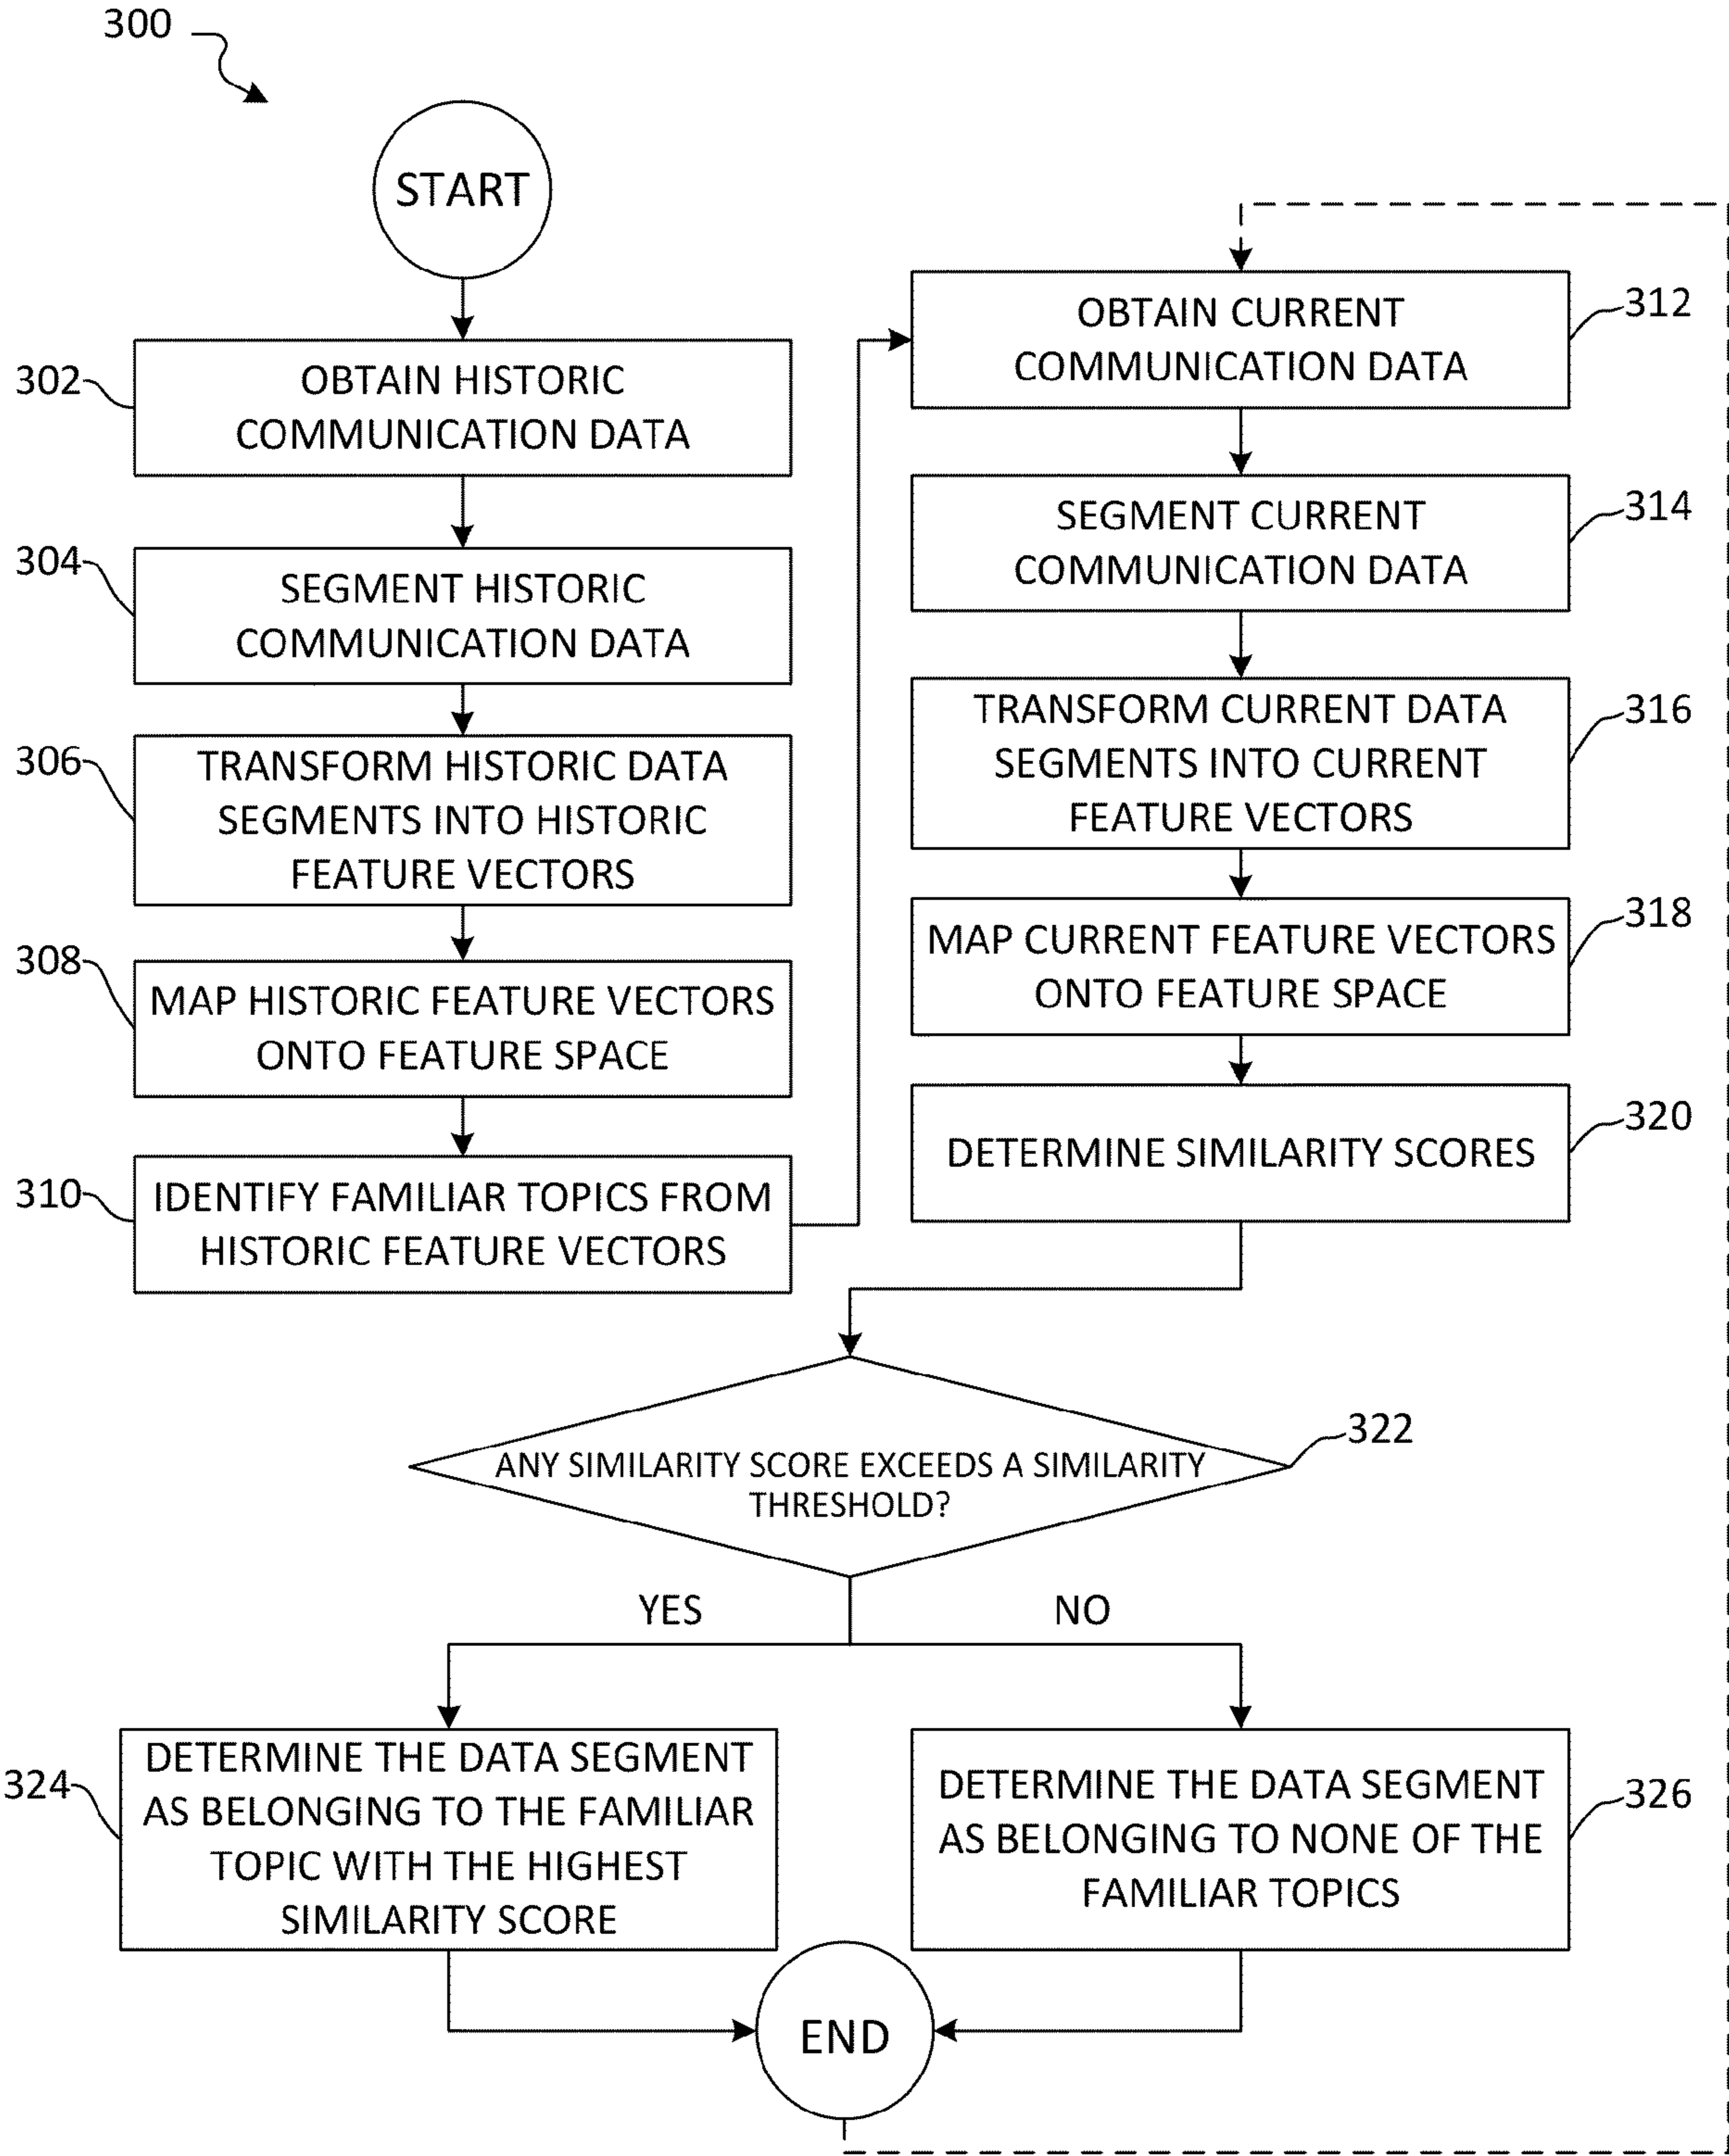 300
START
302
OBTAIN HISTORIC
COMMUNICATION DATA
304
SEGMENT HISTORIC
COMMUNICATION DATA
306
TRANSFORM HISTORIC DATA
SEGMENTS INTO HISTORIC
FEATURE VECTORS
308
MAP HISTORIC FEATURE VECTORS
ONTO FEATURE SPACE
310
IDENTIFY FAMILIAR TOPICS FROM
HISTORIC FEATURE VECTORS
312
OBTAIN CURRENT
COMMUNICATION DATA
314
SEGMENT CURRENT
COMMUNICATION DATA
316
TRANSFORM CURRENT DATA
SEGMENTS INTO CURRENT
FEATURE VECTORS
318
MAP CURRENT FEATURE VECTORS
ONTO FEATURE SPACE
320
DETERMINE SIMILARITY SCORES
322
ANY SIMILARITY SCORE EXCEEDS A SIMILARITY
THRESHOLD?
YES
NO
324
DETERMINE THE DATA SEGMENT
AS BELONGING TO THE FAMILIAR
TOPIC WITH THE HIGHEST
SIMILARITY SCORE
326
DETERMINE THE DATA SEGMENT
AS BELONGING TO NONE OF THE
FAMILIAR TOPICS
END